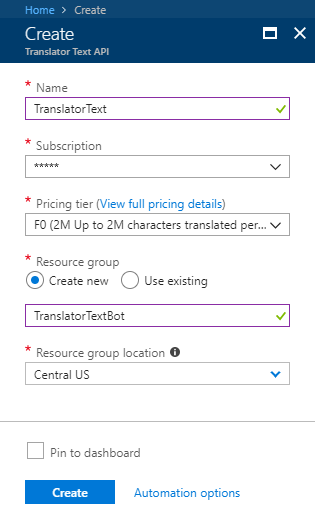 Home > Create
Create
Translator Text API
* Name
TranslatorText
* Subscription
*****
* Pricing tier (View full pricing details)
F0 (2M Up to 2M characters translated per...
* Resource group
Create new Use existing
TranslatorTextBot
* Resource group location
Central US
Pin to dashboard
Create Automation options